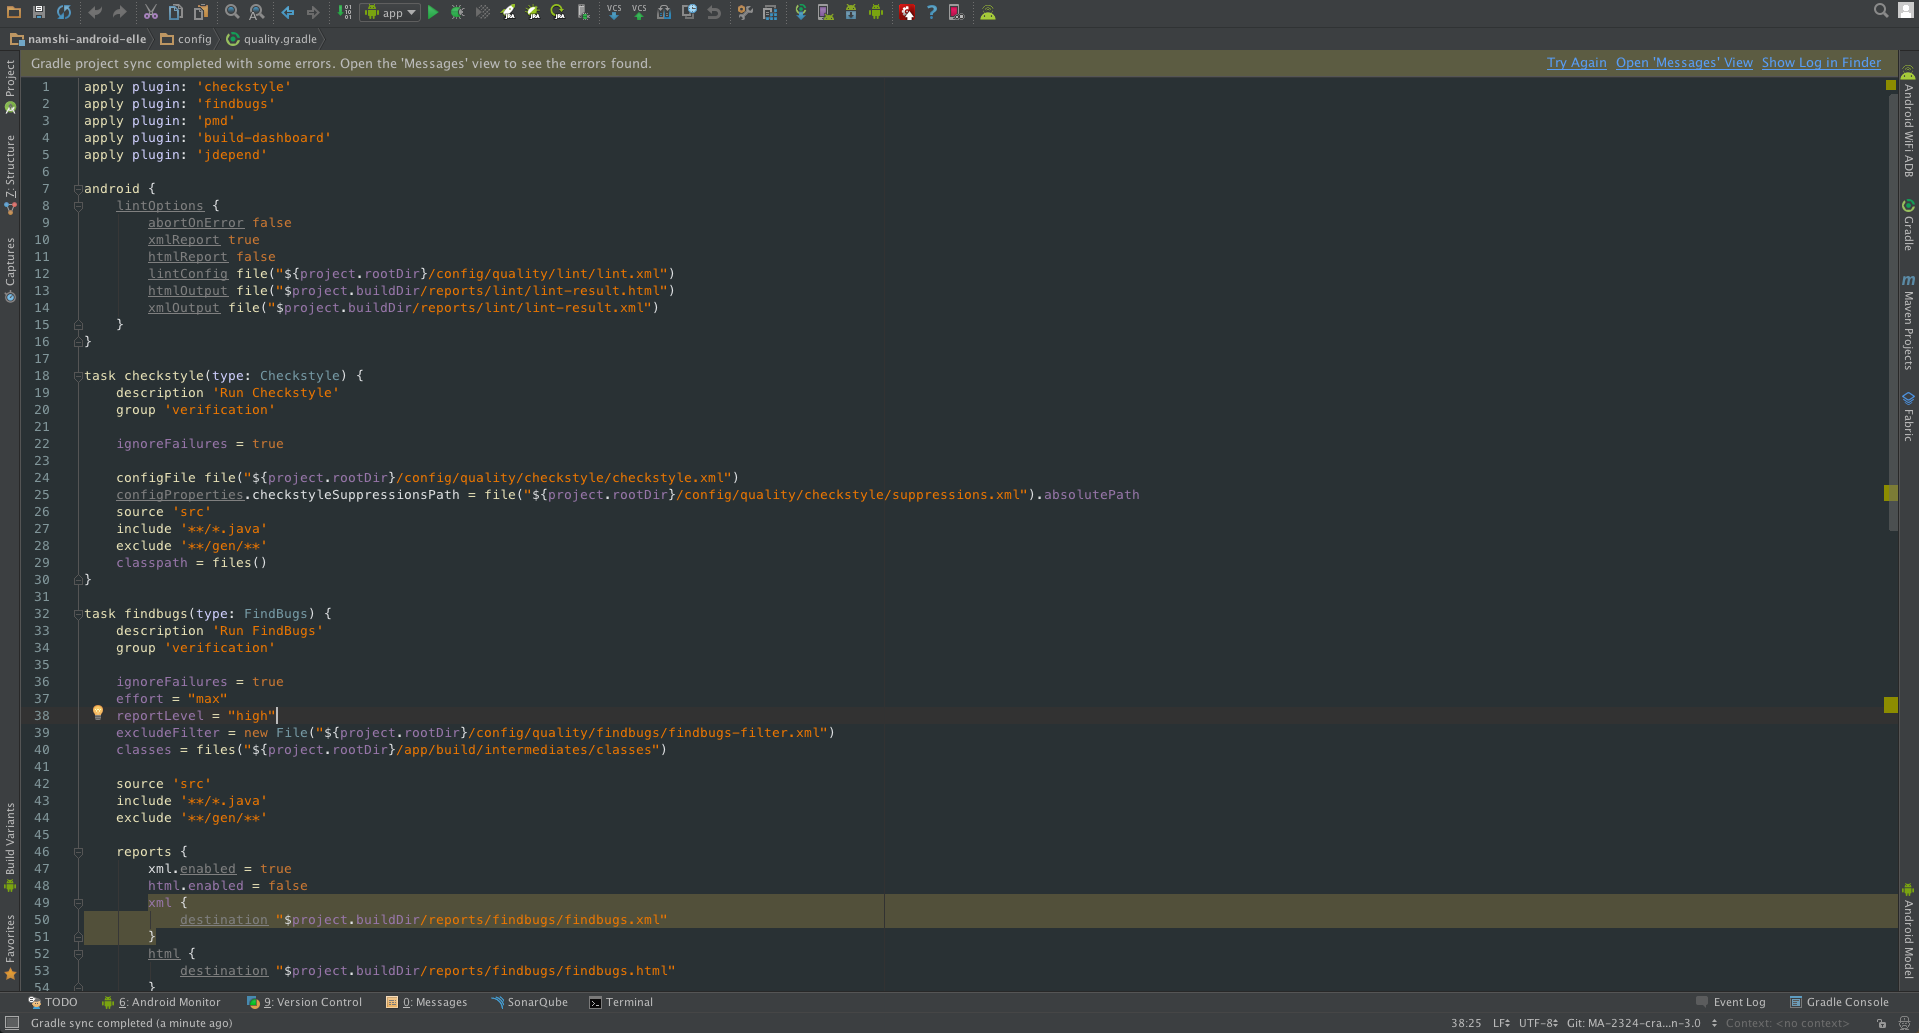 app
namshi-android-elle config quality.gradle
Gradle project sync completed with some errors. Open the 'Messages' view to see the errors found. Try Again Open 'Messages' View Show Log in Finder
1 apply plugin: 'checkstyle'
2 apply plugin: 'findbugs'
3 apply plugin: 'pmd'
4 apply plugin: 'build-dashboard'
5 apply plugin: 'jdepend'
6
7 android {
8 lintOptions {
9 abortOnError false
10 xmlReport true
11 htmlReport false
12 lintConfig file("${project.rootDir}/config/quality/lint/lint.xml")
13 htmlOutput file("$project.buildDir/reports/lint/lint-result.html")
14 xmlOutput file("$project.buildDir/reports/lint/lint-result.xml")
15 }
16 }
17
18 task checkstyle(type: Checkstyle) {
19 description 'Run Checkstyle'
20 group 'verification'
21
22 ignoreFailures = true
23
24 configFile file("${project.rootDir}/config/quality/checkstyle/checkstyle.xml")
25 configProperties.checkstyleSuppressionsPath = file("${project.rootDir}/config/quality/checkstyle/suppressions.xml").absolutePath
26 source 'src'
27 include '**/*.java'
28 exclude '**/gen/**'
29 classpath = files()
30 }
31
32 task findbugs(type: FindBugs) {
33 description 'Run FindBugs'
34 group 'verification'
35
36 ignoreFailures = true
37 effort = "max"
38 reportLevel = "high"
39 excludeFilter = new File("${project.rootDir}/config/quality/findbugs/findbugs-filter.xml")
40 classes = files("${project.rootDir}/app/build/intermediates/classes")
41
42 source 'src'
43 include '**/*.java'
44 exclude '**/gen/**'
45
46 reports {
47 xml.enabled = true
48 html.enabled = false
49 xml {
50 destination "$project.buildDir/reports/findbugs/findbugs.xml"
51 }
52 html {
53 destination "$project.buildDir/reports/findbugs/findbugs.html"
54 }
Project
Z: Structure
Captures
Build Variants
Favorites
Android WiFi ADB
Gradle
Maven Projects
Fabric
Android Model
TODO 6: Android Monitor 9: Version Control 0: Messages SonarQube Terminal Event Log Gradle Console
Gradle sync completed (a minute ago) 38:25 LF UTF-8 Git: MA-2324-cra...n-3.0 Context: <no context>